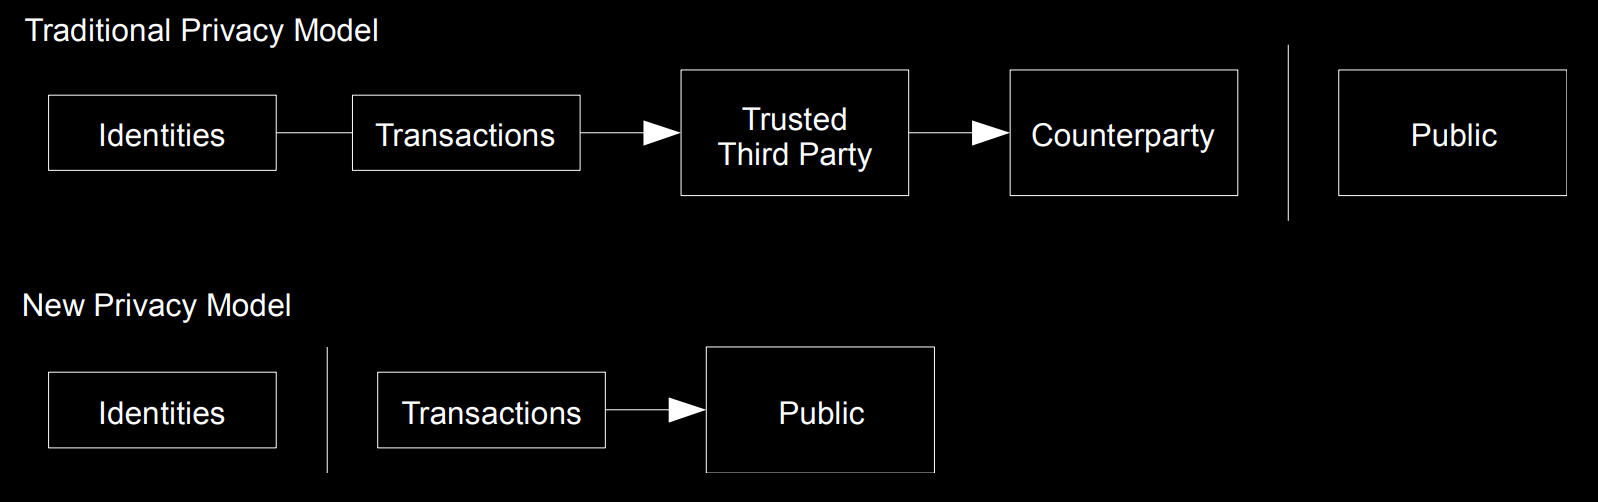 Traditional Privacy Model
Identities
Transactions
Trusted
Third Party
Counterparty
Public
New Privacy Model
Identities
Transactions
Public